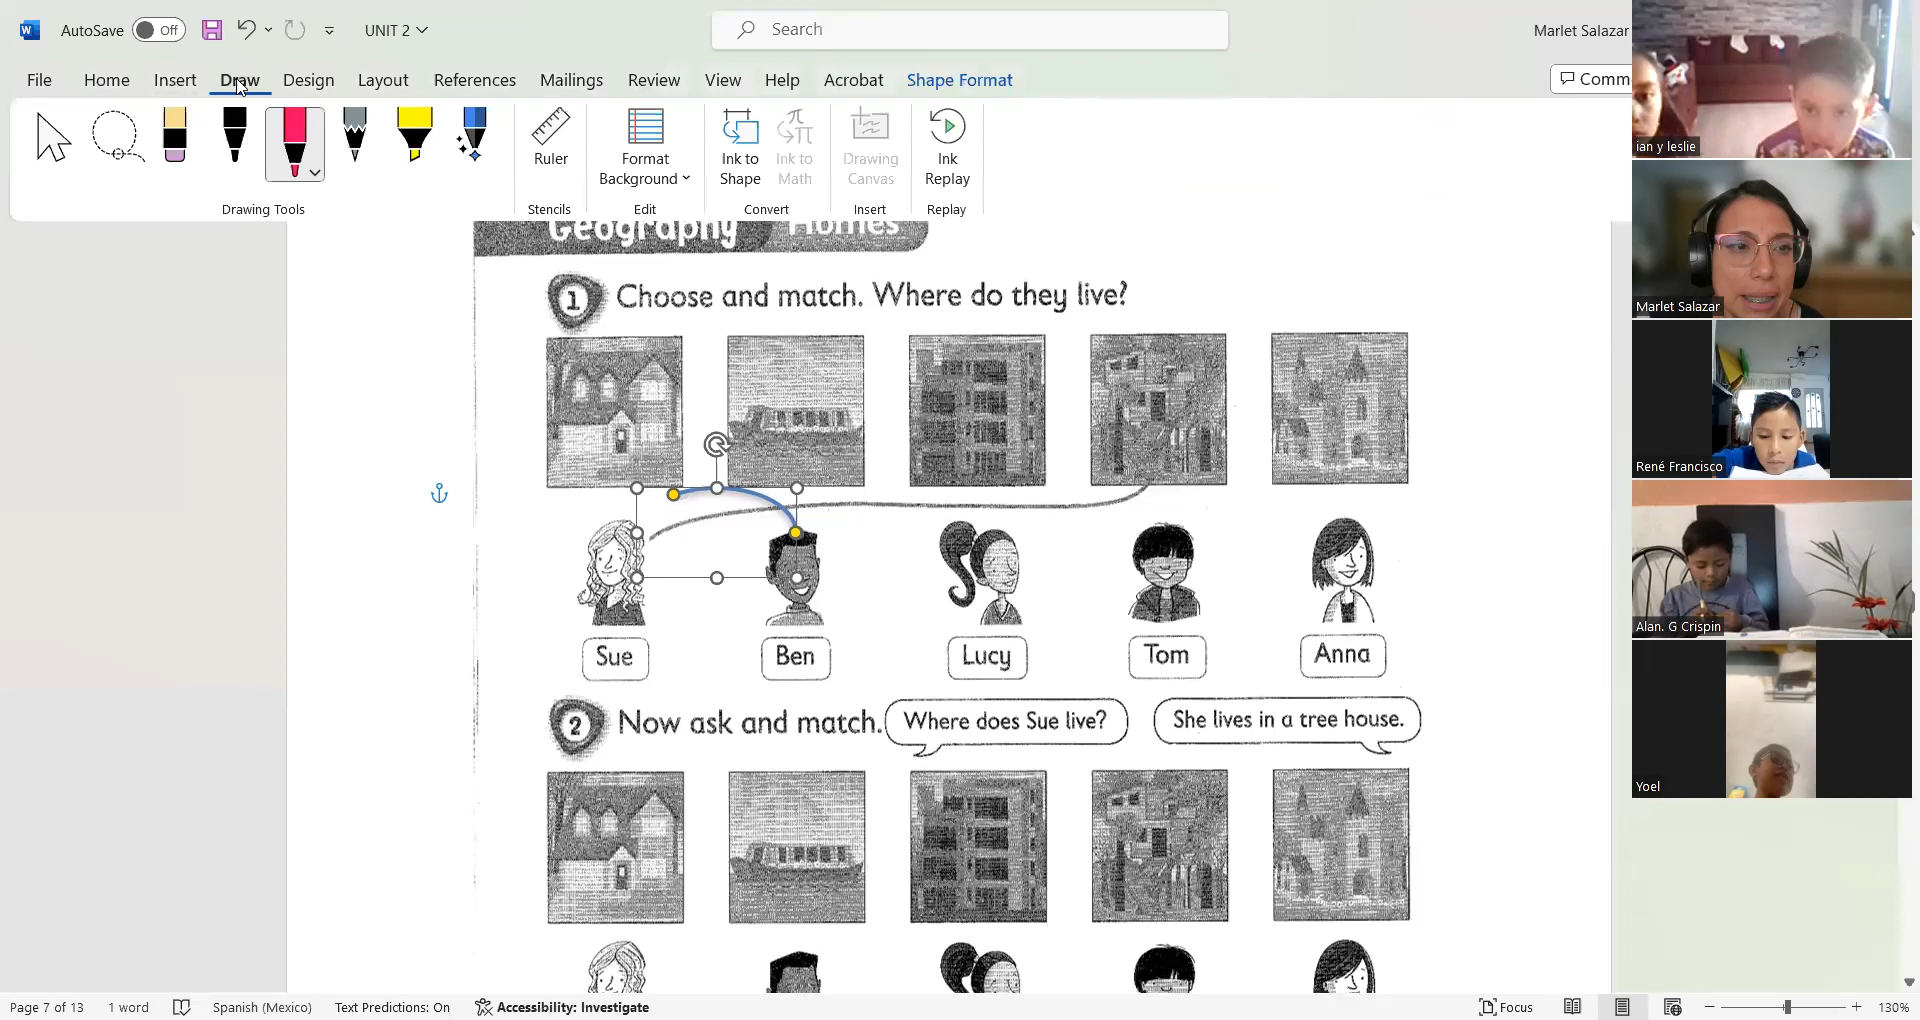 AutoSave Off UNIT 2 Search Marlet Salazar
File Home Insert Draw Design Layout References Mailings Review View Help Acrobat Shape Format Comm
Ruler Format Background Ink to Shape Ink to Math Drawing Canvas Ink Replay
Drawing Tools Stencils Edit Convert Insert Replay
Geography Homes
1 Choose and match. Where do they live?
Sue Ben Lucy Tom Anna
2 Now ask and match. Where does Sue live? She lives in a tree house.
ian y leslie
Marlet Salazar
René Francisco
Alan. G Crispin
Yoel
Page 7 of 13 1 word Spanish (Mexico) Text Predictions: On Accessibility: Investigate Focus 130%